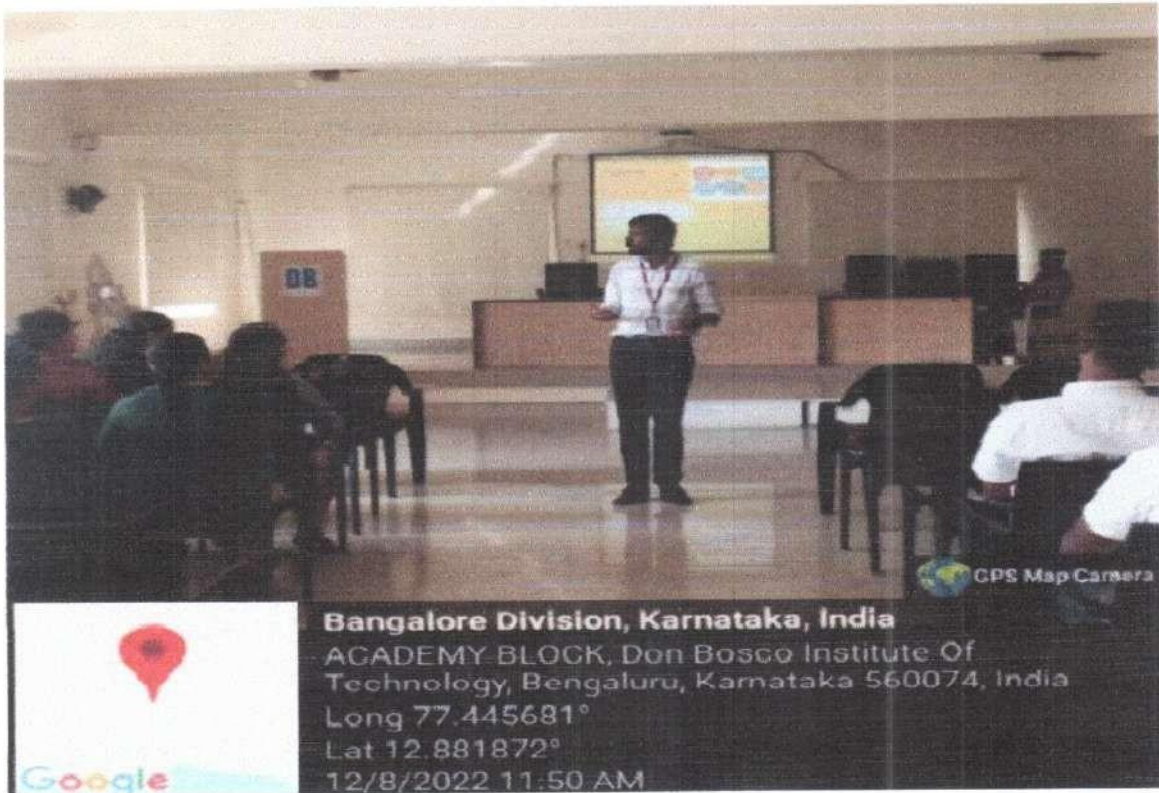 DB
GPS Map Camera
Bangalore Division, Karnataka, India
ACADEMY BLOCK, Don Bosco Institute Of
Technology, Bengaluru, Karnataka 560074, India
Long 77.445681°
Lat 12.881872°
12/8/2022 11:50 AM
Google